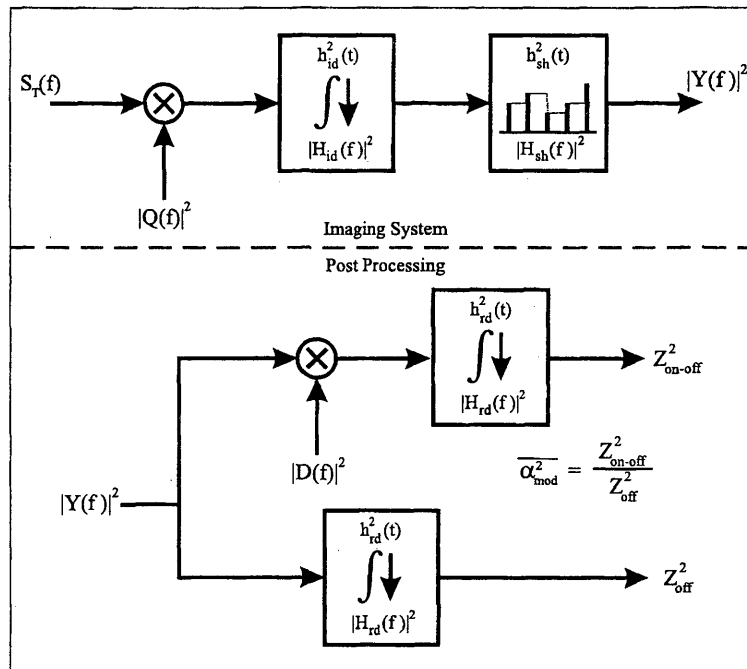 h²_id(t)
h²_sh(t)
S_T(f)
|Y(f)|²
∫
|H_id(f)|²
|H_sh(f)|²
|Q(f)|²
Imaging System
Post Processing
h²_rd(t)
∫
Z²_on-off
|H_rd(f)|²
|D(f)|²
\overline{α²_mod} = Z²_on-off / Z²_off
|Y(f)|²
h²_rd(t)
∫
Z²_off
|H_rd(f)|²